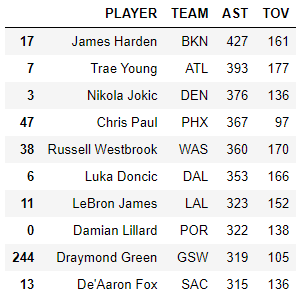 PLAYER TEAM AST TOV
17 James Harden BKN 427 161
7 Trae Young ATL 393 177
3 Nikola Jokic DEN 376 136
47 Chris Paul PHX 367 97
38 Russell Westbrook WAS 360 170
6 Luka Doncic DAL 353 166
11 LeBron James LAL 323 152
0 Damian Lillard POR 322 138
244 Draymond Green GSW 319 105
13 De'Aaron Fox SAC 315 136